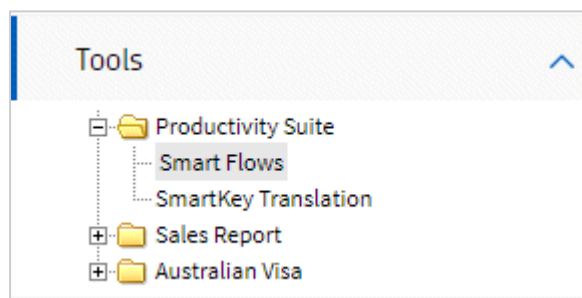 Tools
Productivity Suite
Smart Flows
SmartKey Translation
Sales Report
Australian Visa